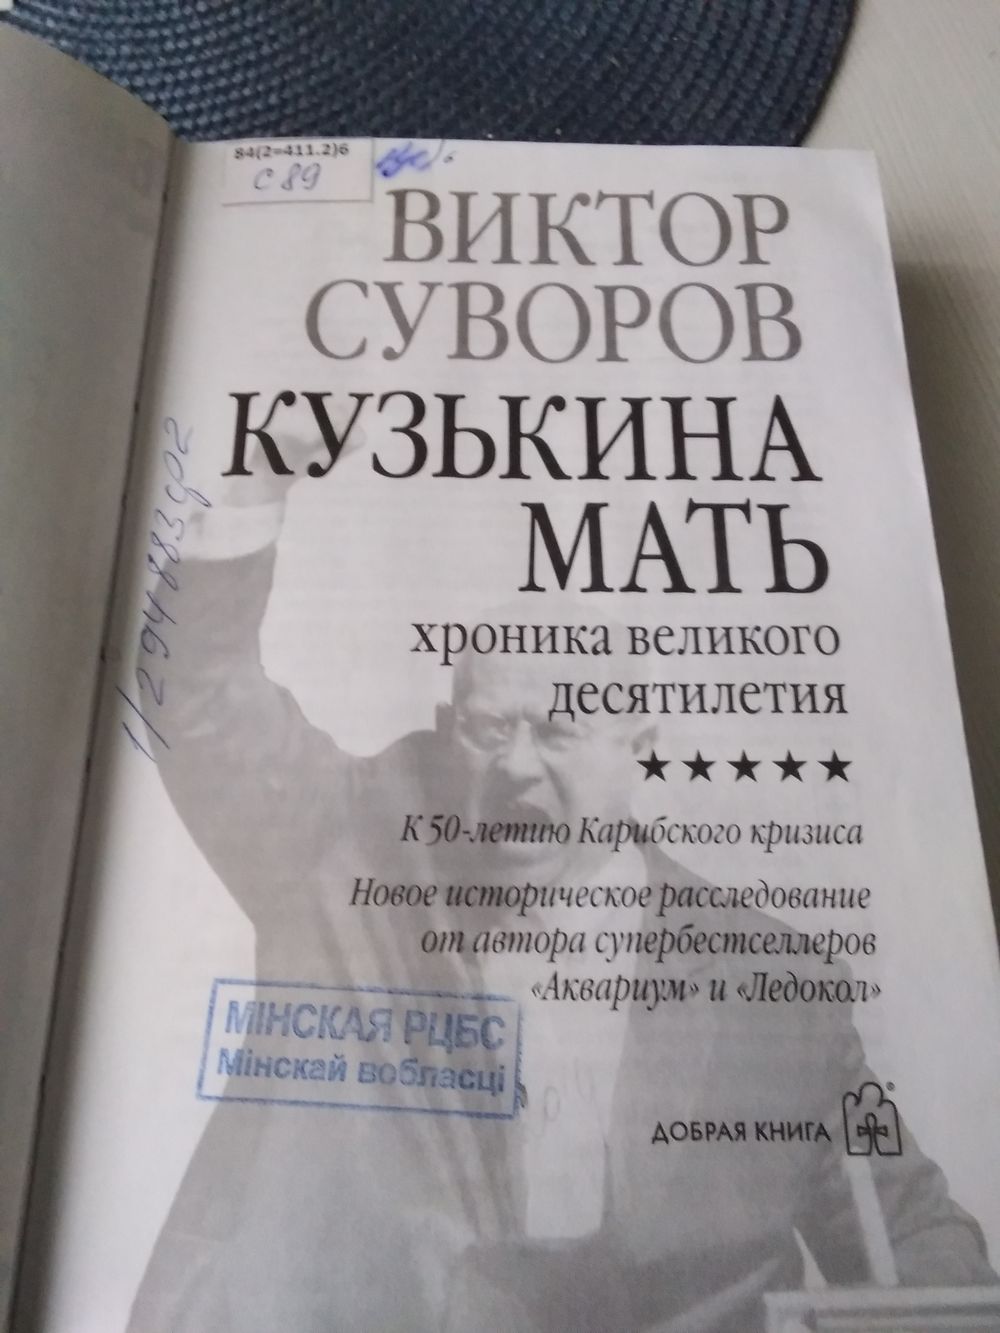 84(2=411.2)6
С 89
ВИКТОР
СУВОРОВ
КУЗЬКИНА
МАТЬ
хроника великого
десятилетия
★★★★★
К 50-летию Карибского кризиса
Новое историческое расследование
от автора супербестселлеров
«Аквариум» и «Ледокол»
МІНСКАЯ РЦБС
Мінскай вобласці
ДОБРАЯ КНИГА